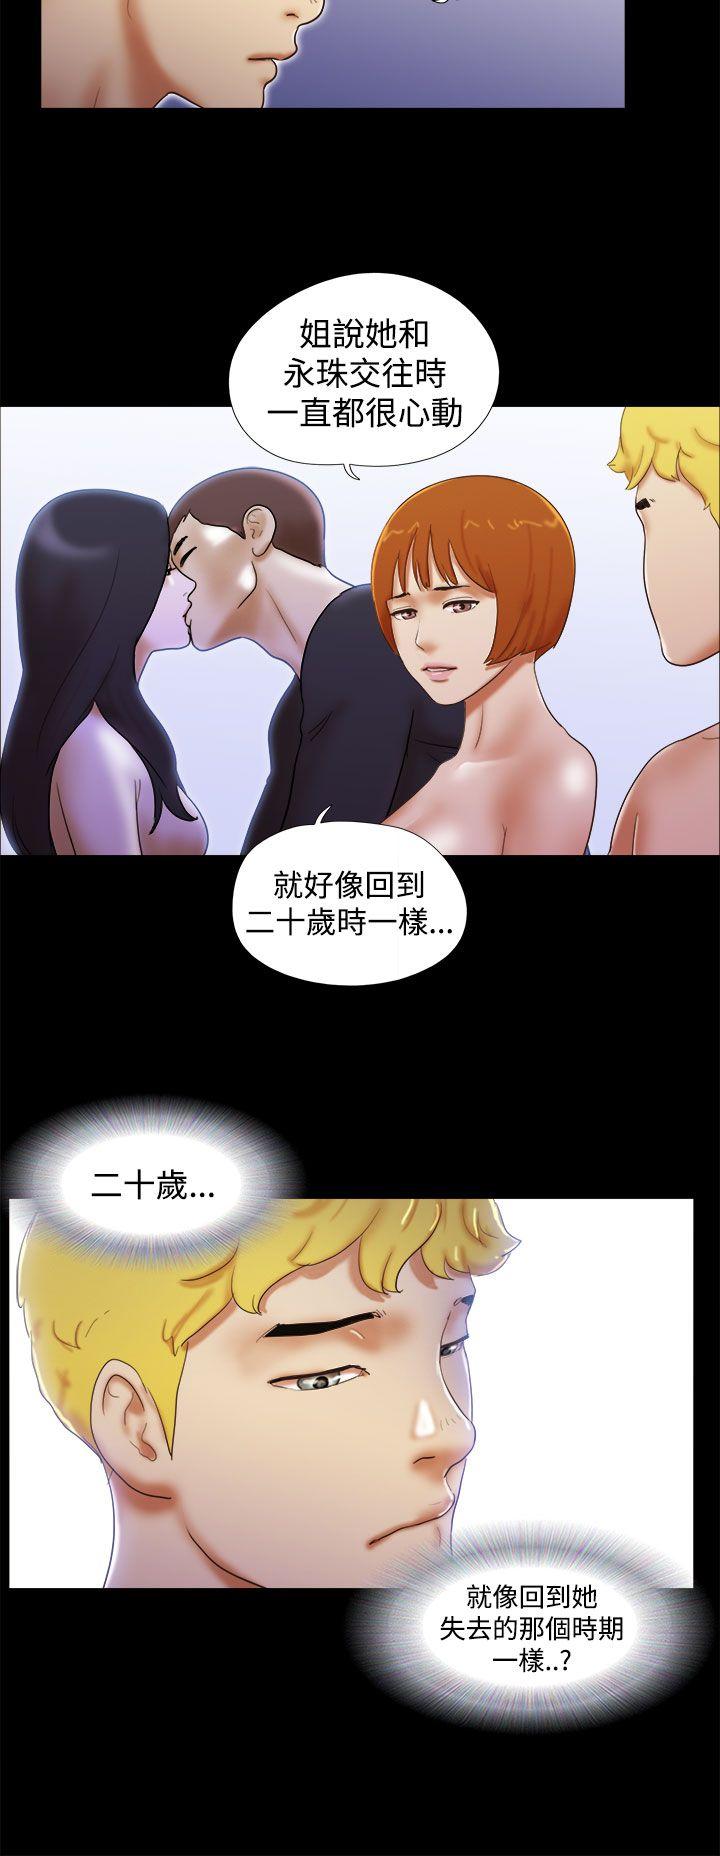 姐說她和
永珠交往時
一直都很心動
就好像回到
二十歲時一樣...
二十歲...
就像回到她
失去的那個時期
一樣..?